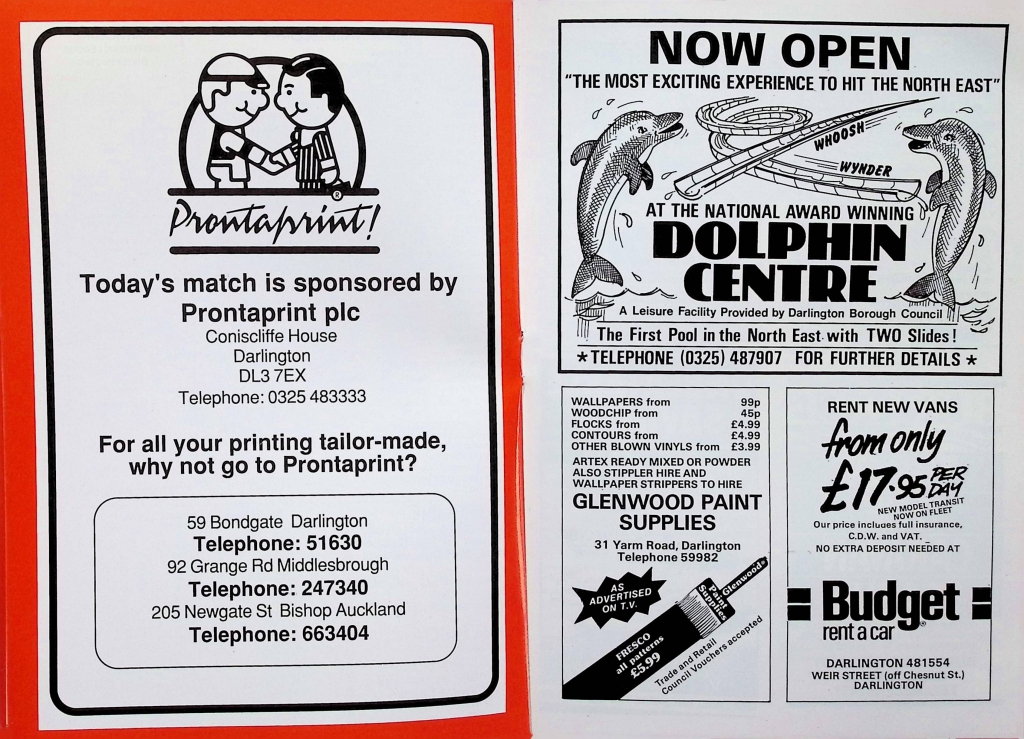 ®
Prontaprint!
Today's match is sponsored by
Prontaprint plc
Coniscliffe House
Darlington
DL3 7EX
Telephone: 0325 483333
For all your printing tailor-made,
why not go to Prontaprint?
59 Bondgate Darlington
Telephone: 51630
92 Grange Rd Middlesbrough
Telephone: 247340
205 Newgate St Bishop Auckland
Telephone: 663404
NOW OPEN
"THE MOST EXCITING EXPERIENCE TO HIT THE NORTH EAST"
WHOOSH
WYNDER
AT THE NATIONAL AWARD WINNING
DOLPHIN
CENTRE
A Leisure Facility Provided by Darlington Borough Council
The First Pool in the North East with TWO Slides!
★ TELEPHONE (0325) 487907 FOR FURTHER DETAILS ★
WALLPAPERS from 99p
WOODCHIP from 45p
FLOCKS from £4.99
CONTOURS from £4.99
OTHER BLOWN VINYLS from £3.99
ARTEX READY MIXED OR POWDER
ALSO STIPPLER HIRE AND
WALLPAPER STRIPPERS TO HIRE
GLENWOOD PAINT
SUPPLIES
31 Yarm Road, Darlington
Telephone 59982
AS
ADVERTISED
ON T.V.
Glenwood®
Paint
Supplies
FRESCO
all patterns
£5.99
Trade and Retail
Council Vouchers accepted
RENT NEW VANS
from only
£17.95 PER
DAY
NEW MODEL TRANSIT
NOW ON FLEET
Our price includes full insurance,
C.D.W. and VAT.
NO EXTRA DEPOSIT NEEDED AT
Budget®
rent a car
DARLINGTON 481554
WEIR STREET (off Chesnut St.)
DARLINGTON